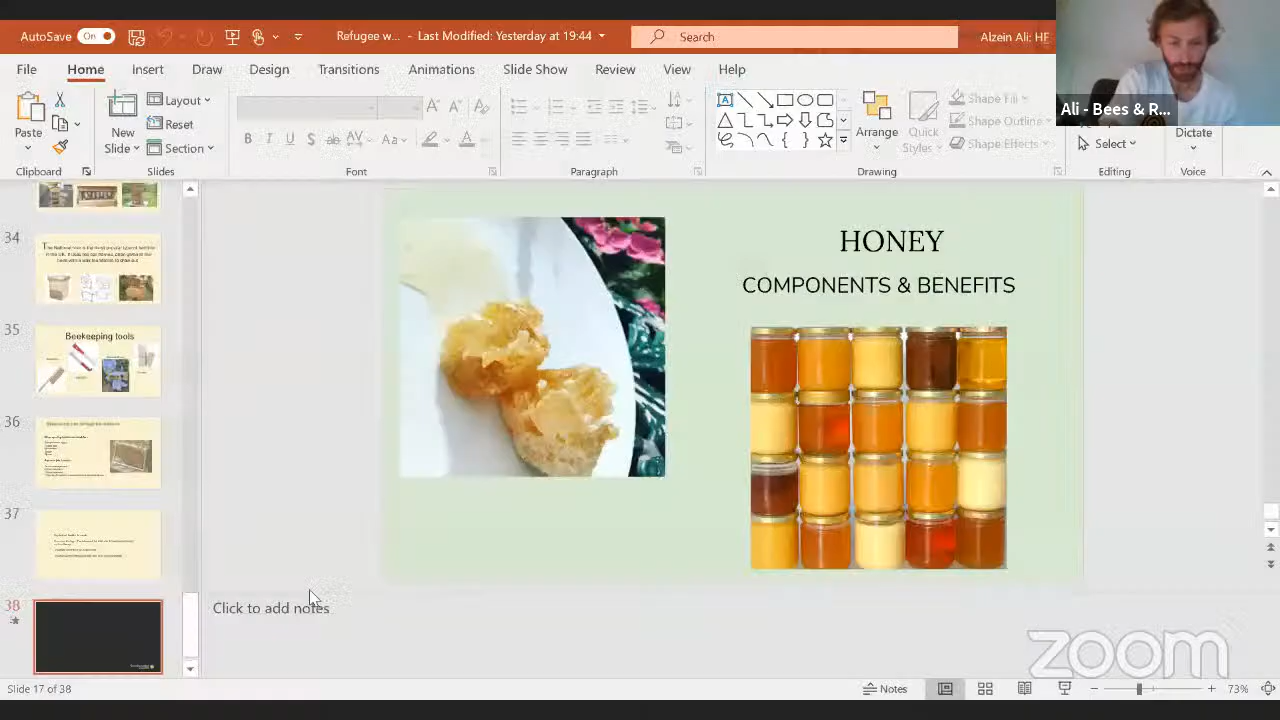 AutoSave On Refugee w... - Last Modified: Yesterday at 19:44 Search Alzein Ali: HF
File Home Insert Draw Design Transitions Animations Slide Show Review View Help
Ali - Bees & R...
Paste
New
Slide
Layout
Reset
Section
Arrange
Quick
Styles
Shape Fill
Shape Outline
Shape Effects
Select
Dictate
Clipboard Slides Font Paragraph Drawing Editing Voice
34
35
Beekeeping tools
36
37
38
HONEY
COMPONENTS & BENEFITS
Click to add notes
zoom
Slide 17 of 38 Notes 73%